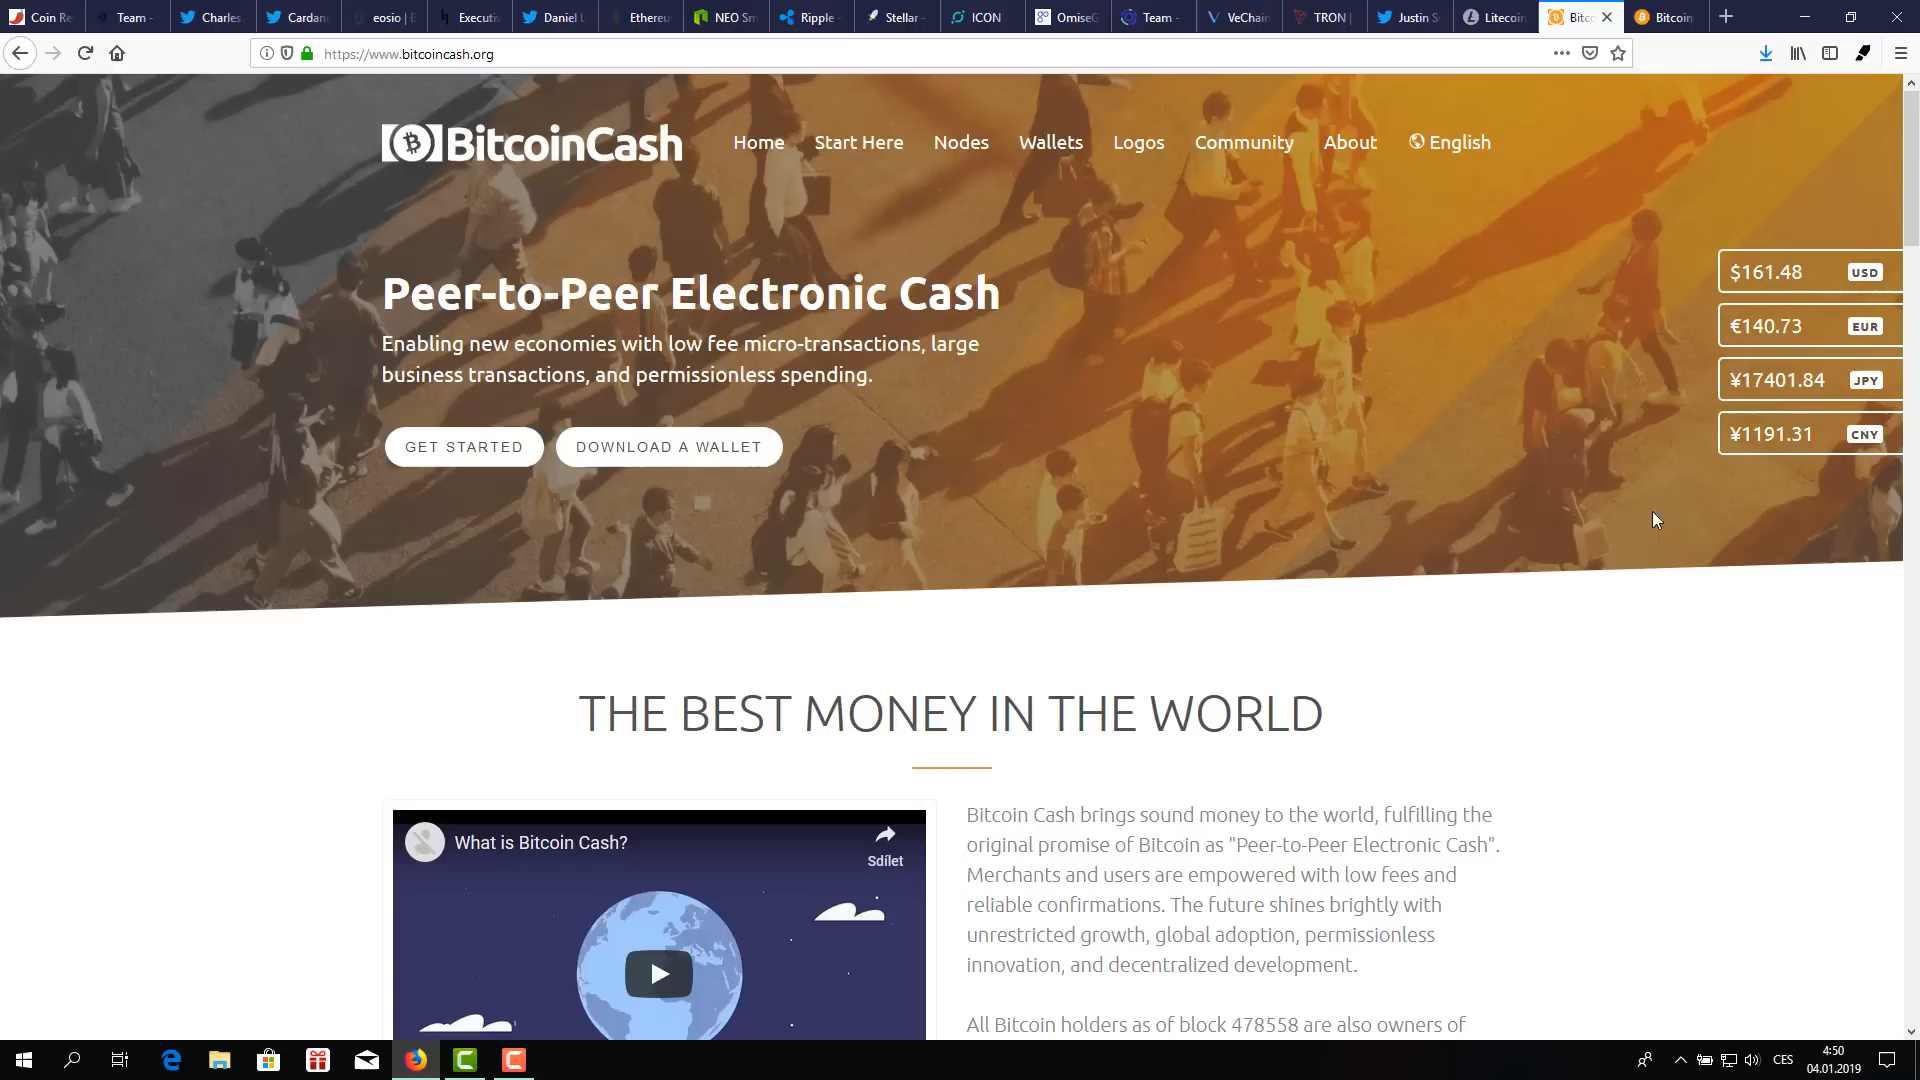 Coin Re
Team -
Charles
Cardan
eosio | B
Executiv
Daniel L
Ethereu
NEO Sm
Ripple
Stellar -
ICON
OmiseG
Team -
VeChain
TRON |
Justin S
Litecoin
Bitco
Bitcoin
https://www.bitcoincash.org
BitcoinCash
Home
Start Here
Nodes
Wallets
Logos
Community
About
English
Peer-to-Peer Electronic Cash
Enabling new economies with low fee micro-transactions, large
business transactions, and permissionless spending.
GET STARTED
DOWNLOAD A WALLET
$161.48 USD
€140.73 EUR
¥17401.84 JPY
¥1191.31 CNY
THE BEST MONEY IN THE WORLD
What is Bitcoin Cash?
Sdílet
Bitcoin Cash brings sound money to the world, fulfilling the
original promise of Bitcoin as "Peer-to-Peer Electronic Cash".
Merchants and users are empowered with low fees and
reliable confirmations. The future shines brightly with
unrestricted growth, global adoption, permissionless
innovation, and decentralized development.
All Bitcoin holders as of block 478558 are also owners of
CES
4:50
04.01.2019